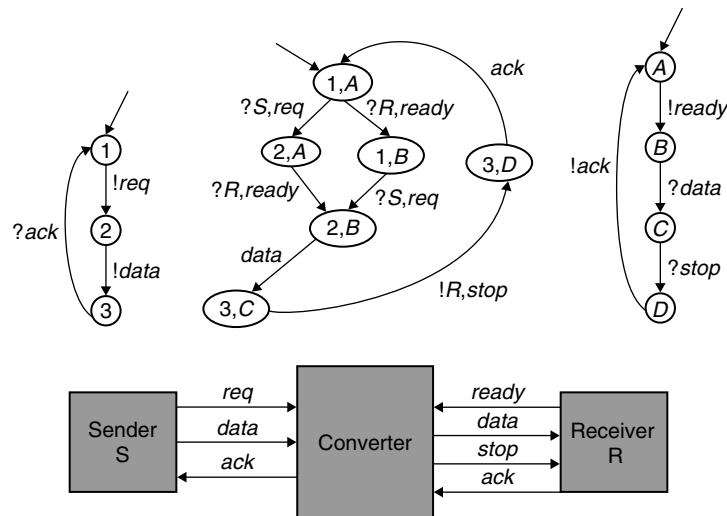 1
!req
2
?ack
!data
3
1,A
ack
?S,req
?R,ready
2,A
1,B
3,D
?R,ready
?S,req
2,B
data
3,C
!R,stop
A
!ready
B
!ack
?data
C
?stop
D
req
data
ack
Sender
S
Converter
ready
data
stop
ack
Receiver
R